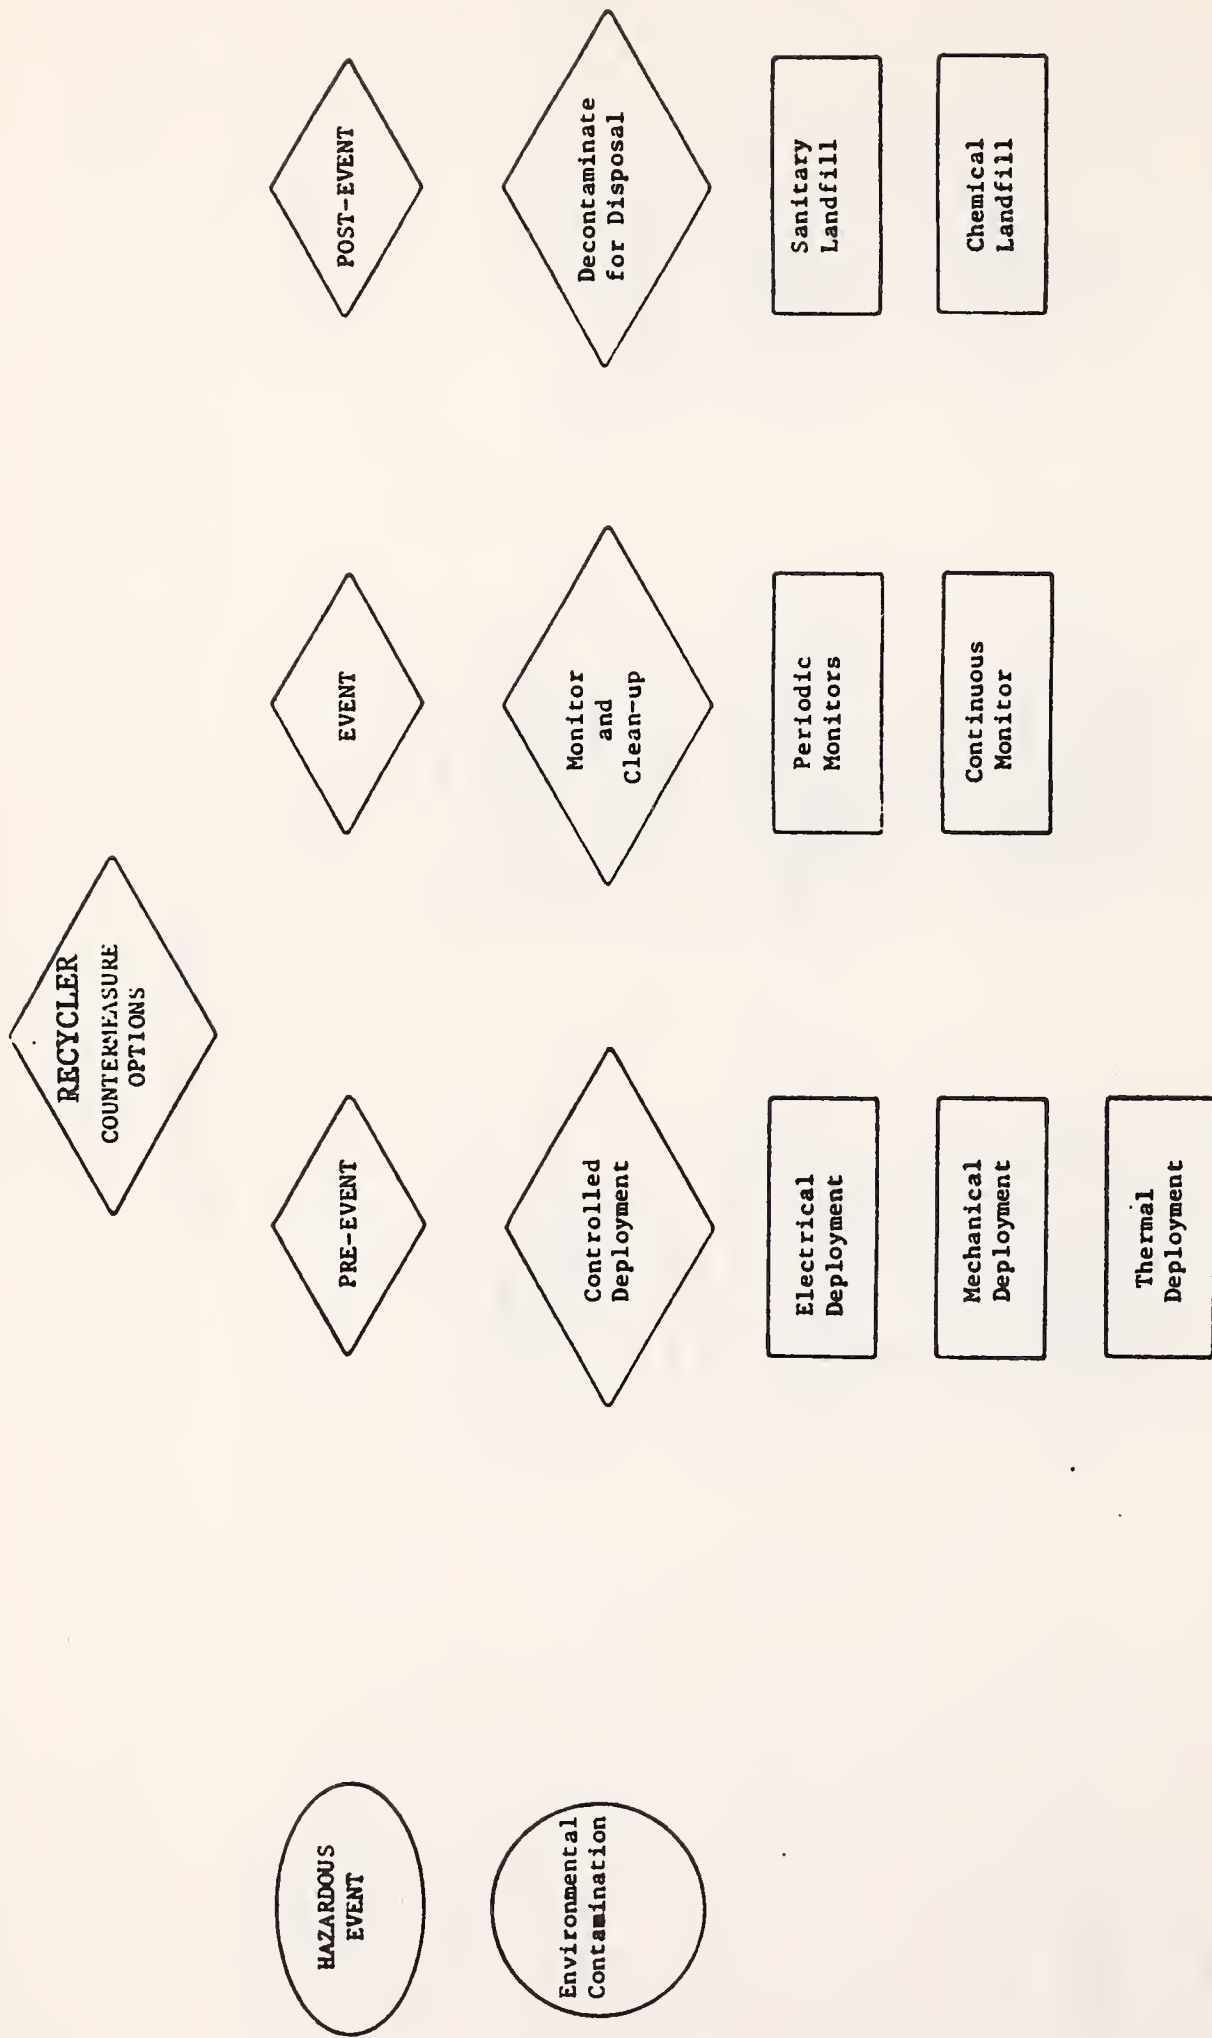 RECYCLER
COUNTERMEASURE
OPTIONS
HAZARDOUS
EVENT
PRE-EVENT
EVENT
POST-EVENT
Environmental
Contamination
Controlled
Deployment
Monitor
and
Clean-up
Decontaminate
for Disposal
Electrical
Deployment
Periodic
Monitors
Sanitary
Landfill
Mechanical
Deployment
Continuous
Monitor
Chemical
Landfill
Thermal
Deployment